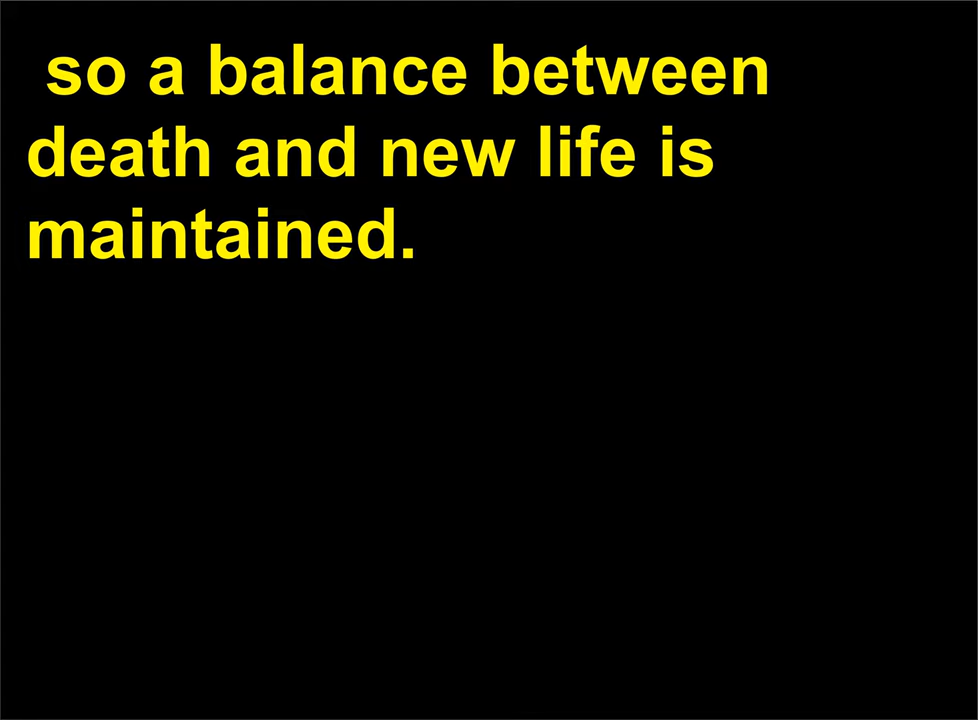 so a balance between
death and new life is
maintained.